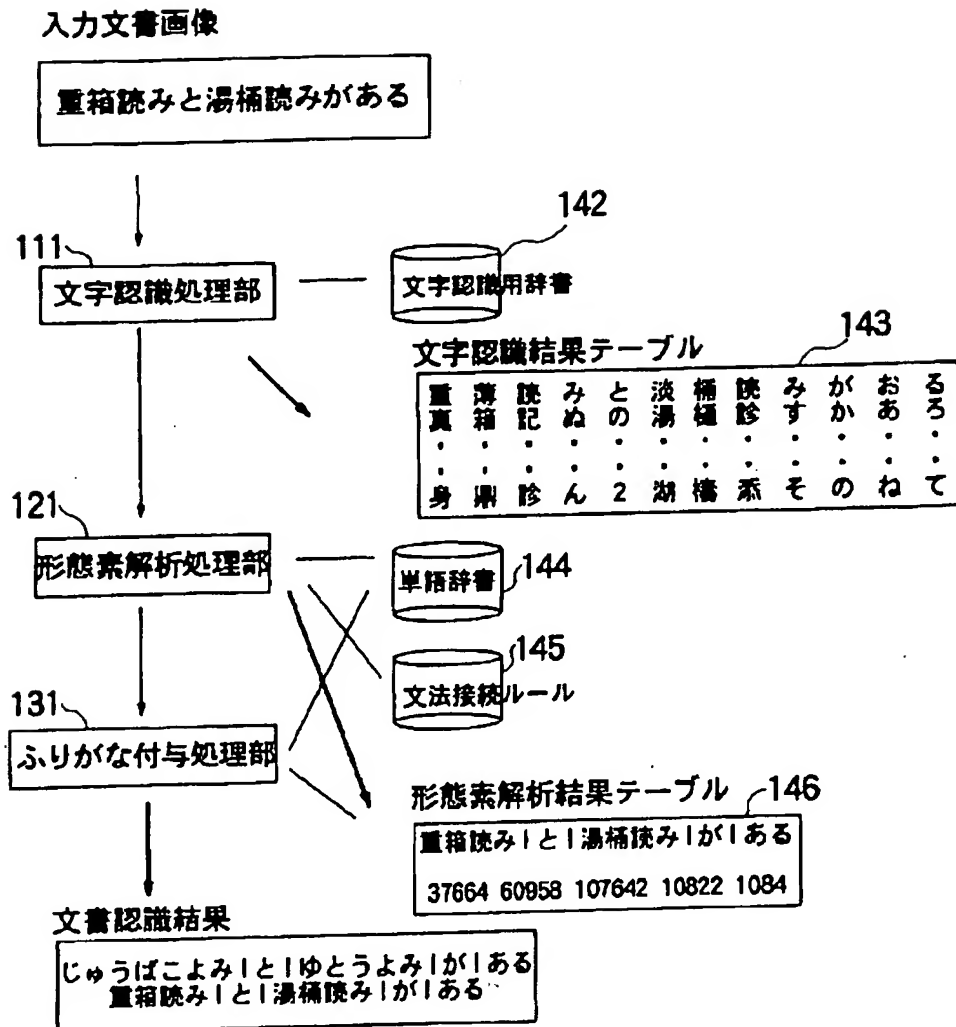 入力文書画像
重箱読みと湯桶読みがある
142
111
文字認識処理部
文字認識用辞書
143
文字認識結果テーブル
重薄読みと淡桶読みがおる
真箱記ぬの湯樋診すかあろ
・・・・・・・・・・・・
・・・・・・・・・・・・
身鼎診ん2湖橋添そのねて
121
形態素解析処理部
単語辞書
144
145
文法接続ルール
131
ふりがな付与処理部
形態素解析結果テーブル
146
重箱読み|と|湯桶読み|が|ある
37664 60958 107642 10822 1084
文書認識結果
じゅうばこよみ|と|ゆとうよみ|が|ある
重箱読み|と|湯桶読み|が|ある